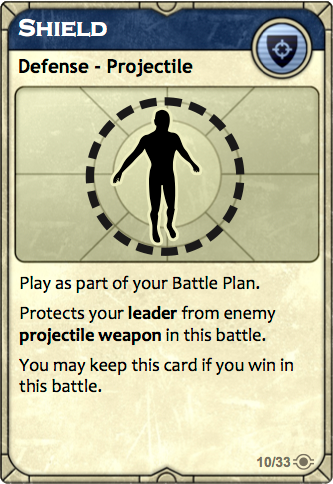 SHIELD
Defense - Projectile
Play as part of your Battle Plan.
Protects your leader from enemy
projectile weapon in this battle.
You may keep this card if you win in
this battle.
10/33